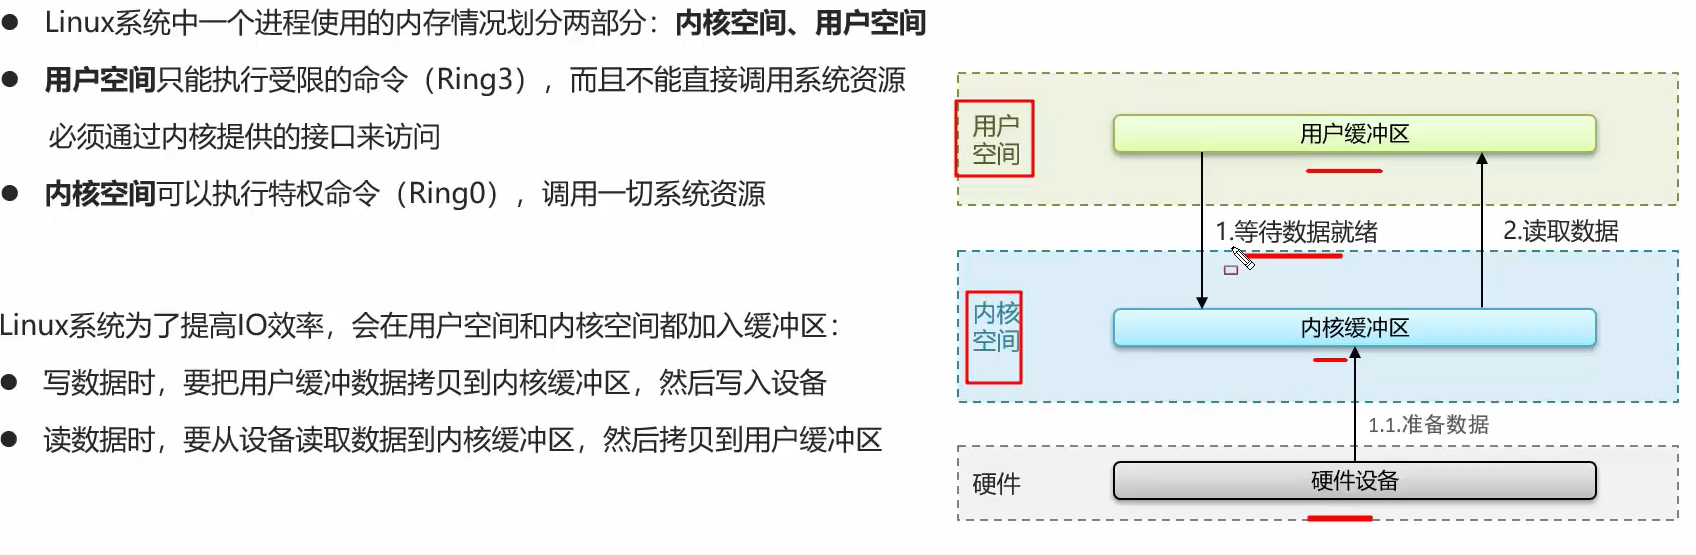 Linux系统中一个进程使用的内存情况划分两部分：内核空间、用户空间
用户空间只能执行受限的命令（Ring3），而且不能直接调用系统资源
必须通过内核提供的接口来访问
内核空间可以执行特权命令（Ring0），调用一切系统资源
Linux系统为了提高IO效率，会在用户空间和内核空间都加入缓冲区：
写数据时，要把用户缓冲数据拷贝到内核缓冲区，然后写入设备
读数据时，要从设备读取数据到内核缓冲区，然后拷贝到用户缓冲区
用户
空间
用户缓冲区
1.等待数据就绪
2.读取数据
内核
空间
内核缓冲区
1.1.准备数据
硬件
硬件设备